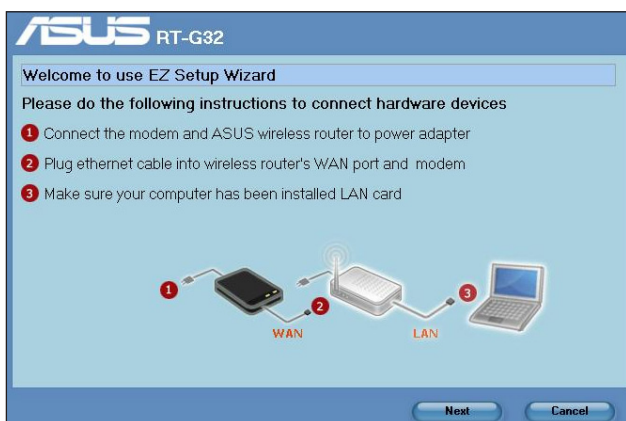 ASUS RT-G32
Welcome to use EZ Setup Wizard
Please do the following instructions to connect hardware devices
1 Connect the modem and ASUS wireless router to power adapter
2 Plug ethernet cable into wireless router's WAN port and modem
3 Make sure your computer has been installed LAN card
1
2
3
WAN
LAN
Next
Cancel